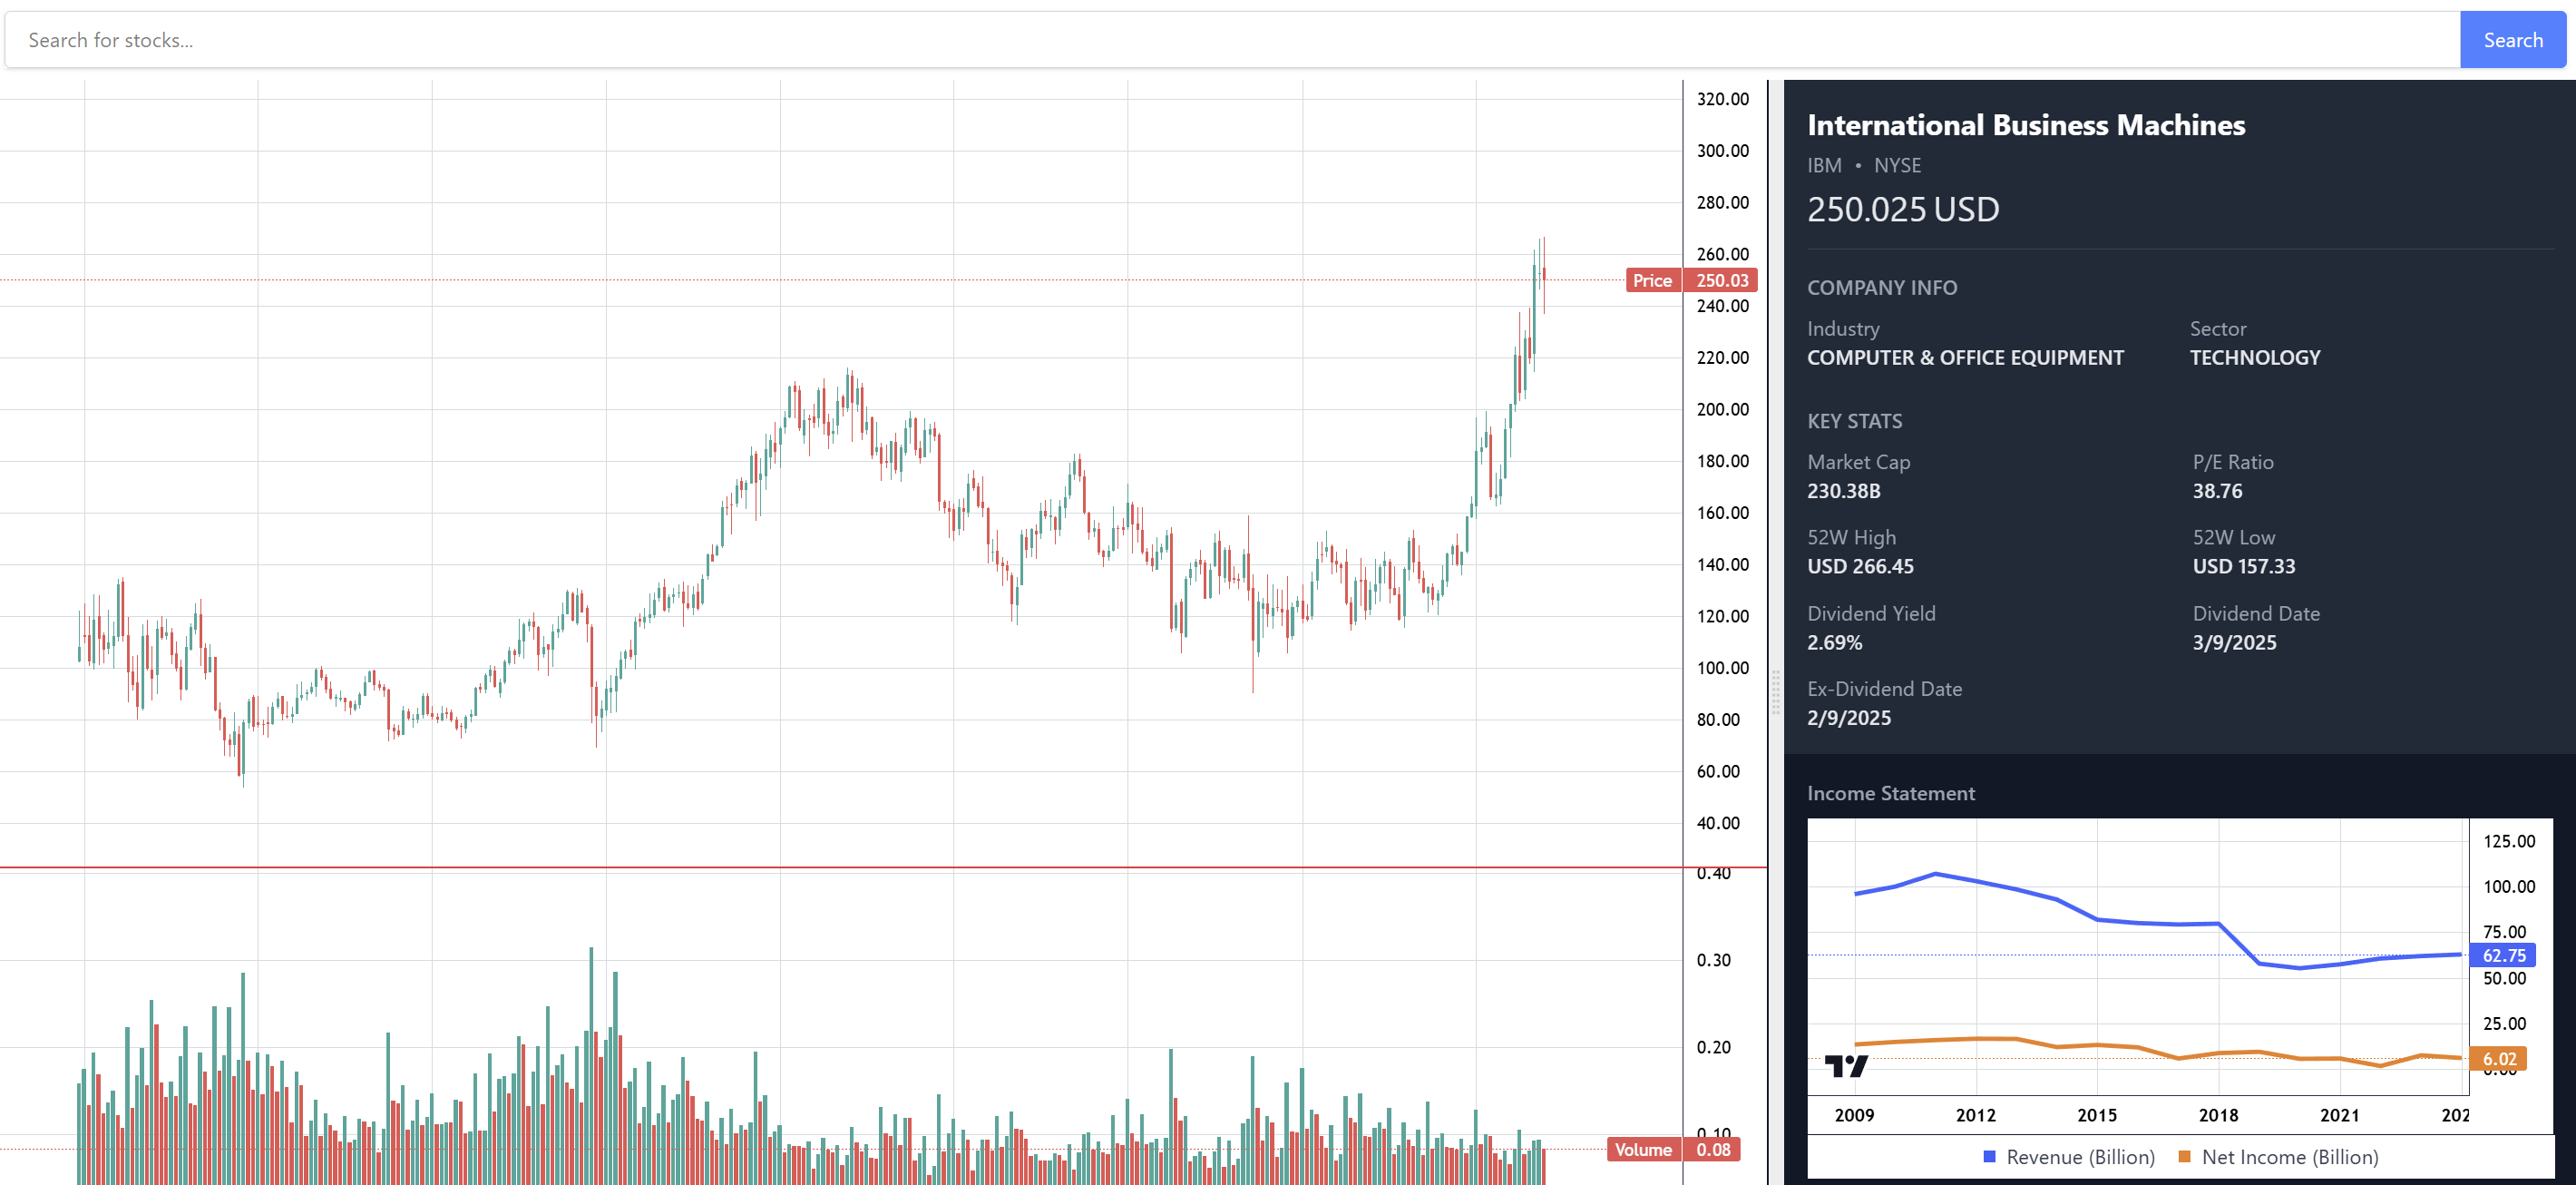 Search for stocks...
Search
320.00
300.00
280.00
260.00
Price 250.03
240.00
220.00
200.00
180.00
160.00
140.00
120.00
100.00
80.00
60.00
40.00
0.40
0.30
0.20
0.10
Volume 0.08
International Business Machines
IBM • NYSE
250.025 USD
COMPANY INFO
Industry Sector
COMPUTER & OFFICE EQUIPMENT TECHNOLOGY
KEY STATS
Market Cap P/E Ratio
230.38B 38.76
52W High 52W Low
USD 266.45 USD 157.33
Dividend Yield Dividend Date
2.69% 3/9/2025
Ex-Dividend Date
2/9/2025
Income Statement
125.00
100.00
75.00
62.75
50.00
25.00
6.02
0.00
2009 2012 2015 2018 2021 202
Revenue (Billion) Net Income (Billion)